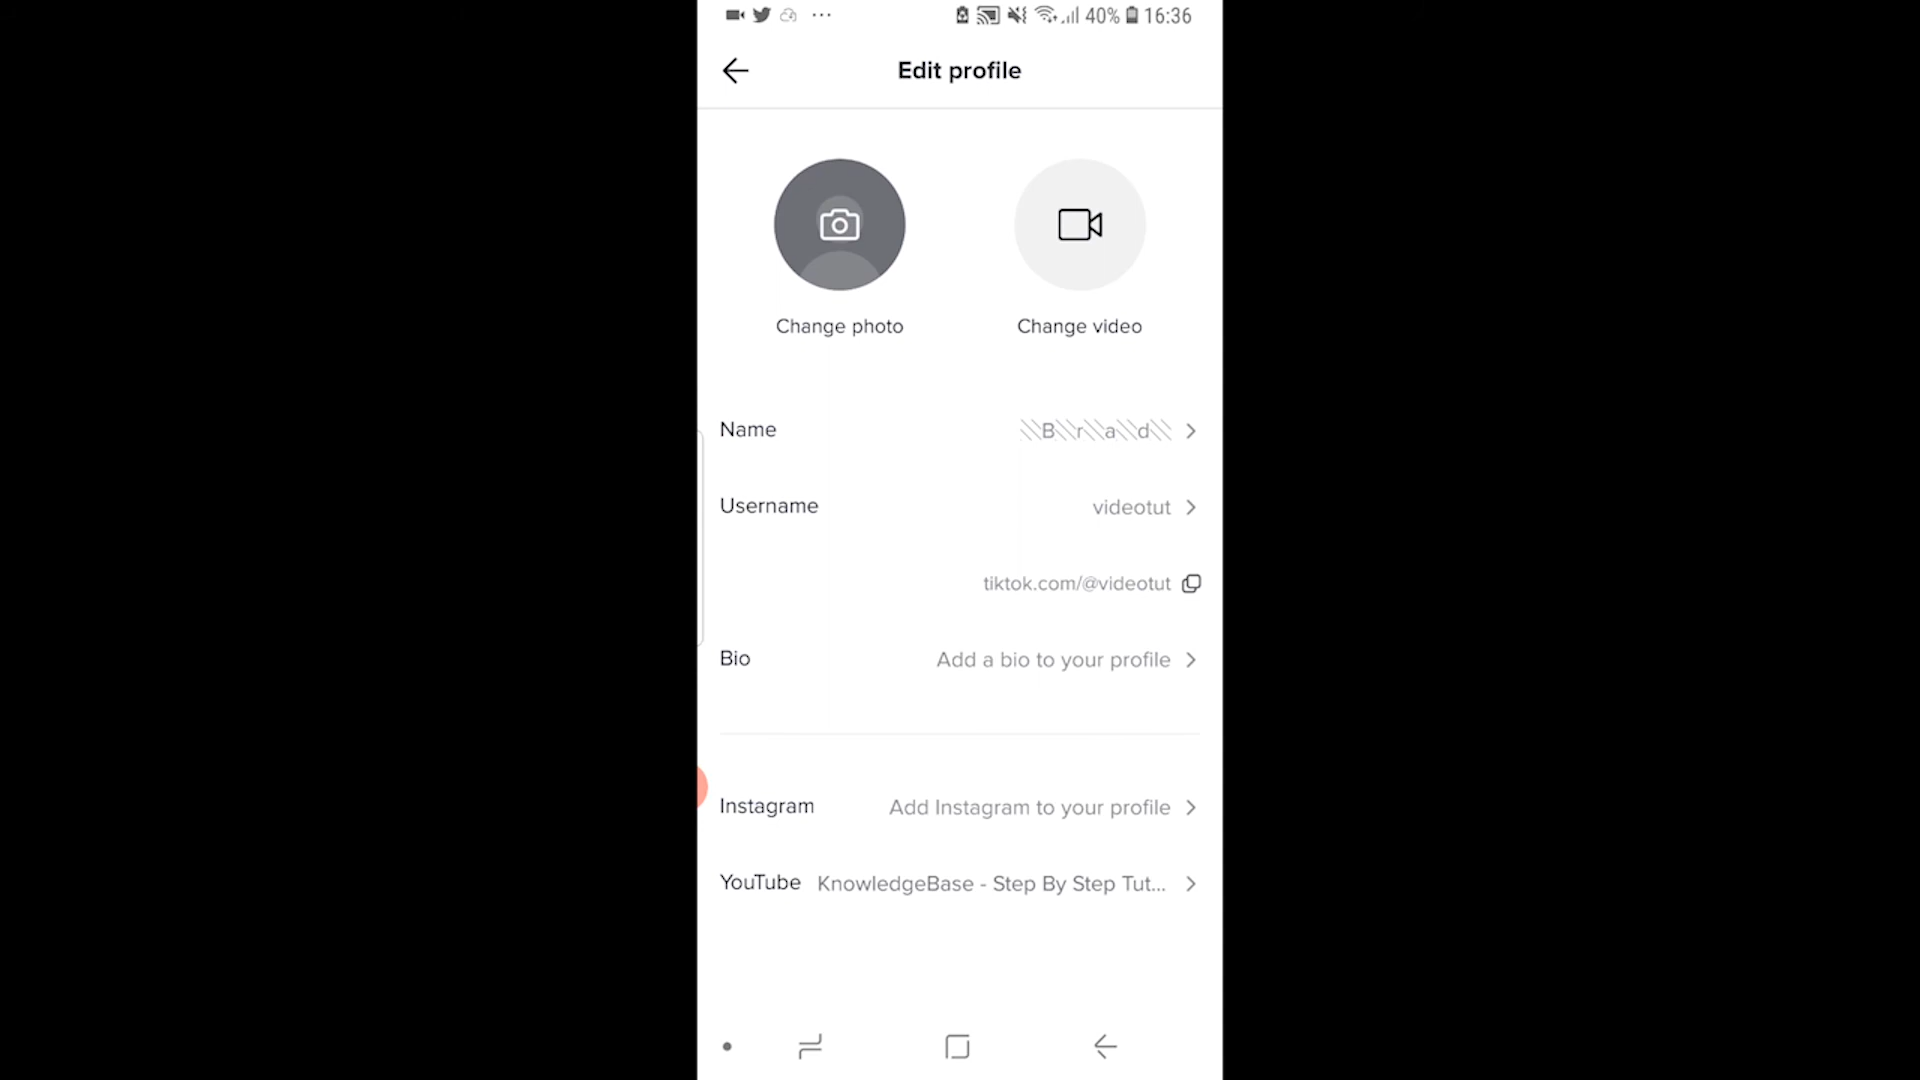 40% 16:36
Edit profile
Change photo Change video
Name ⃫B⃫r⃫a⃫d⃫
Username videotut
tiktok.com/@videotut
Bio Add a bio to your profile
Instagram Add Instagram to your profile
YouTube KnowledgeBase - Step By Step Tut...